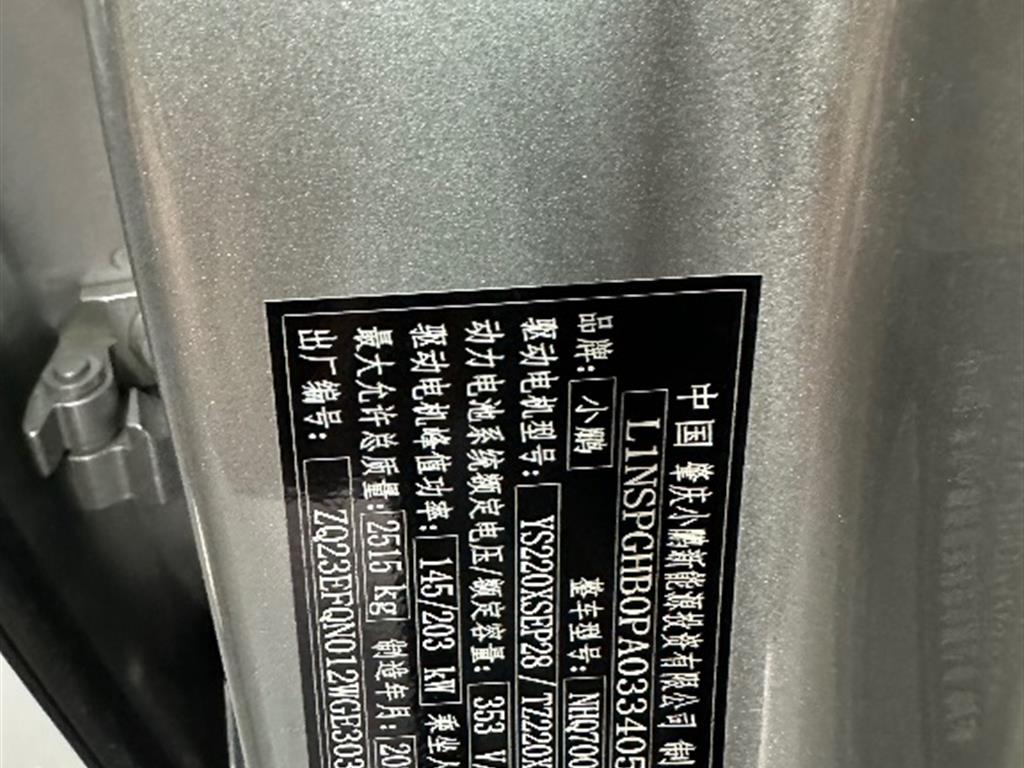 中国 肇庆小鹏新能源投资有限公司 制
L1NSPGHB0PA033405
品牌: 小鹏 整车型号: NHQ700
驱动电机型号: YS220XSEP28/TZ220X
动力电池系统额定电压/额定容量: 353 V/
驱动电机峰值功率: 145/203 kW 乘坐人
最大允许总质量: 2515 kg 制造年月: 20
出厂编号: ZQ23EFQN012WGE303